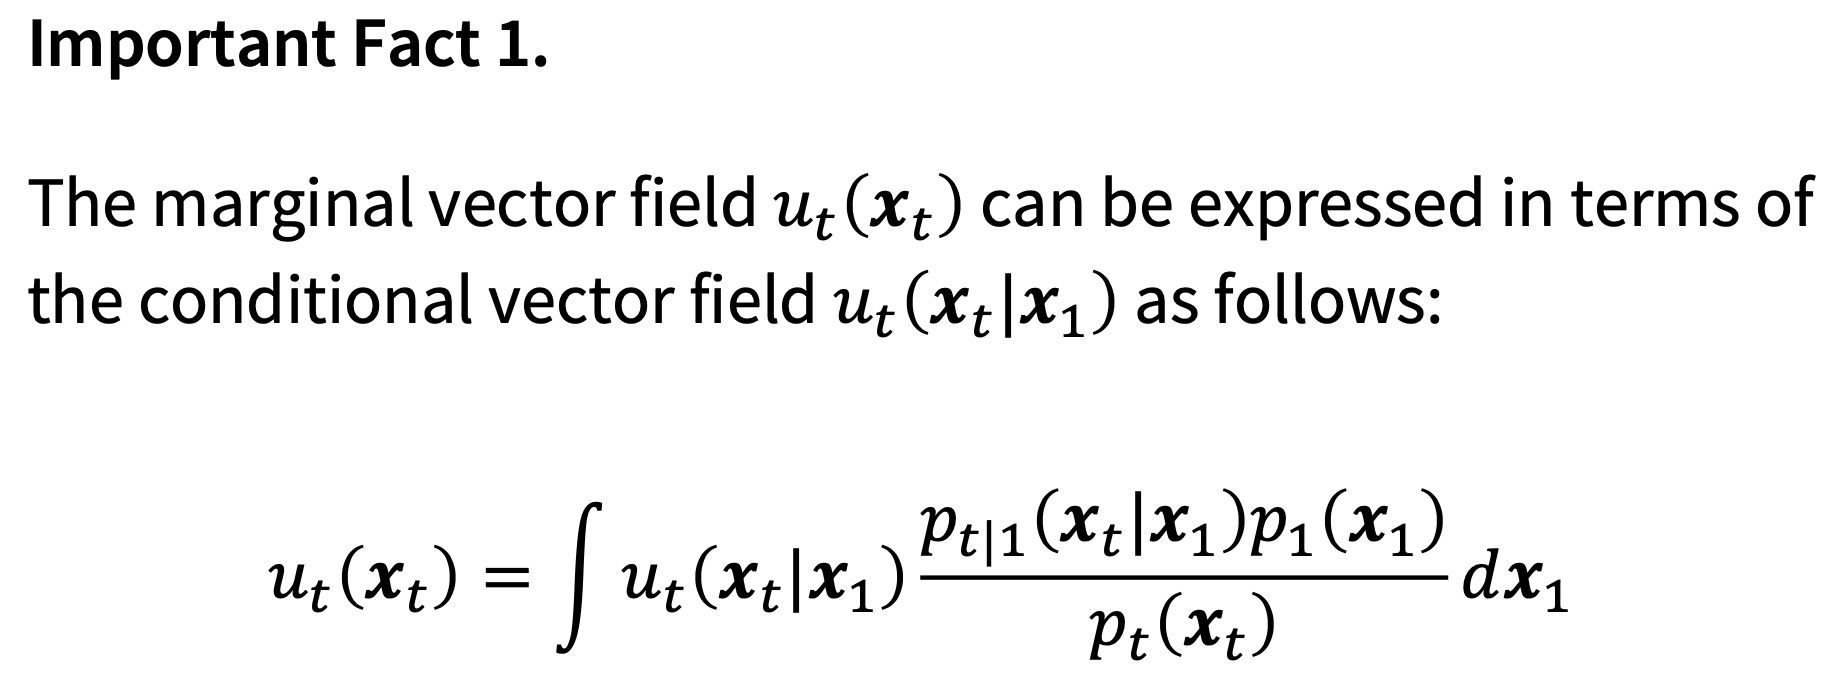 Important Fact 1.
The marginal vector field $u_t(\boldsymbol{x}_t)$ can be expressed in terms of
the conditional vector field $u_t(\boldsymbol{x}_t|\boldsymbol{x}_1)$ as follows:
$u_t(\boldsymbol{x}_t) = \int u_t(\boldsymbol{x}_t|\boldsymbol{x}_1) \frac{p_{t|1}(\boldsymbol{x}_t|\boldsymbol{x}_1)p_1(\boldsymbol{x}_1)}{p_t(\boldsymbol{x}_t)} d\boldsymbol{x}_1$